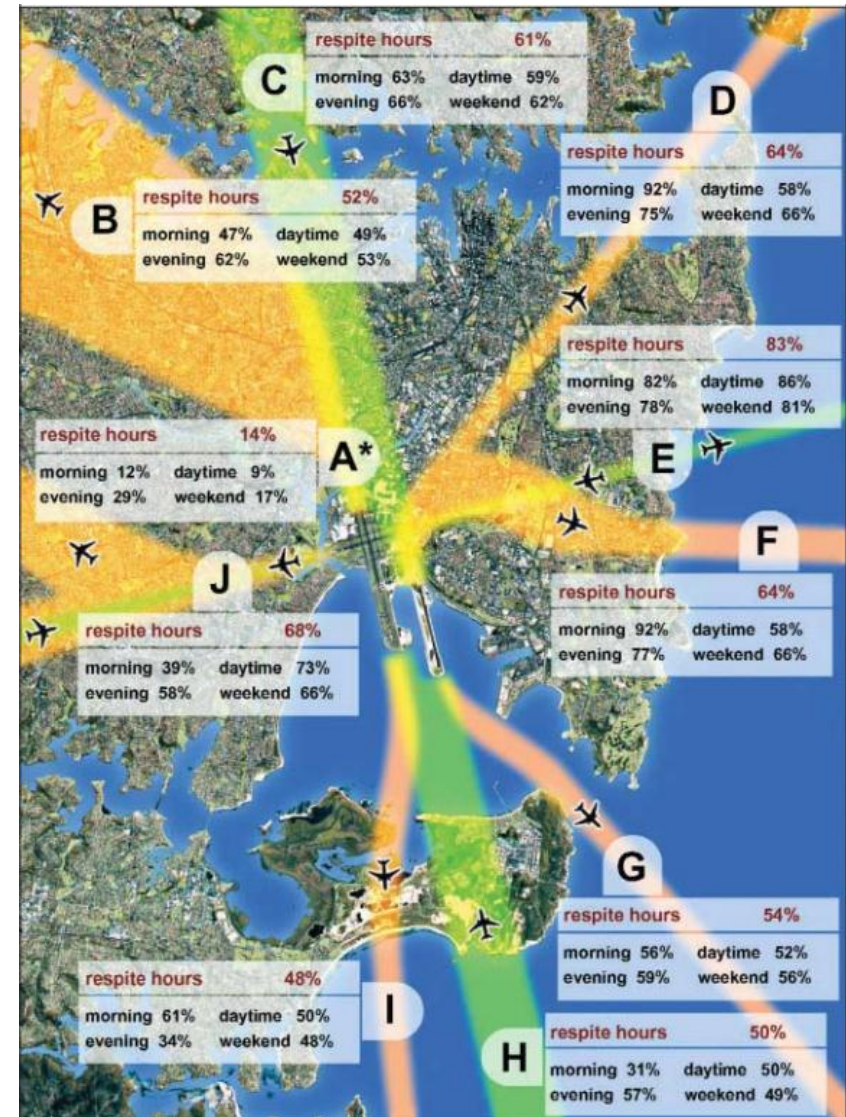 C
respite hours 61%
morning 63% daytime 59%
evening 66% weekend 62%
D
respite hours 64%
morning 92% daytime 58%
evening 75% weekend 66%
B
respite hours 52%
morning 47% daytime 49%
evening 62% weekend 53%
respite hours 83%
morning 82% daytime 86%
evening 78% weekend 81%
E
A*
respite hours 14%
morning 12% daytime 9%
evening 29% weekend 17%
F
respite hours 64%
morning 92% daytime 58%
evening 77% weekend 66%
J
respite hours 68%
morning 39% daytime 73%
evening 58% weekend 66%
G
respite hours 54%
morning 56% daytime 52%
evening 59% weekend 56%
respite hours 48%
morning 61% daytime 50%
evening 34% weekend 48%
I
H
respite hours 50%
morning 31% daytime 50%
evening 57% weekend 49%